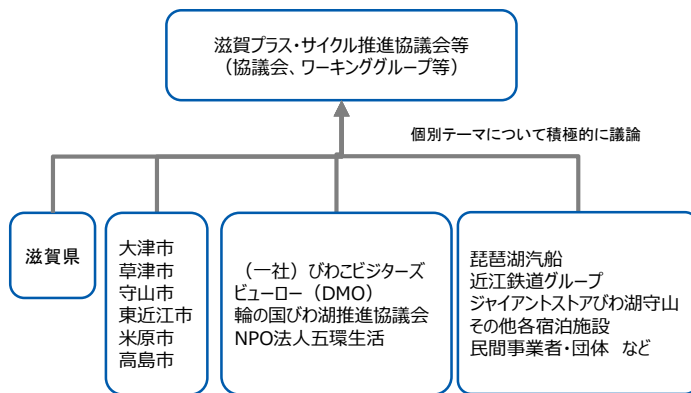 滋賀プラス・サイクル推進協議会等
（協議会、ワーキンググループ等）
個別テーマについて積極的に議論
滋賀県
大津市
草津市
守山市
東近江市
米原市
高島市
（一社）びわこビジターズ
ビューロー（DMO）
輪の国びわ湖推進協議会
NPO法人五環生活
琵琶湖汽船
近江鉄道グループ
ジャイアントストアびわ湖守山
その他各宿泊施設
民間事業者・団体　など